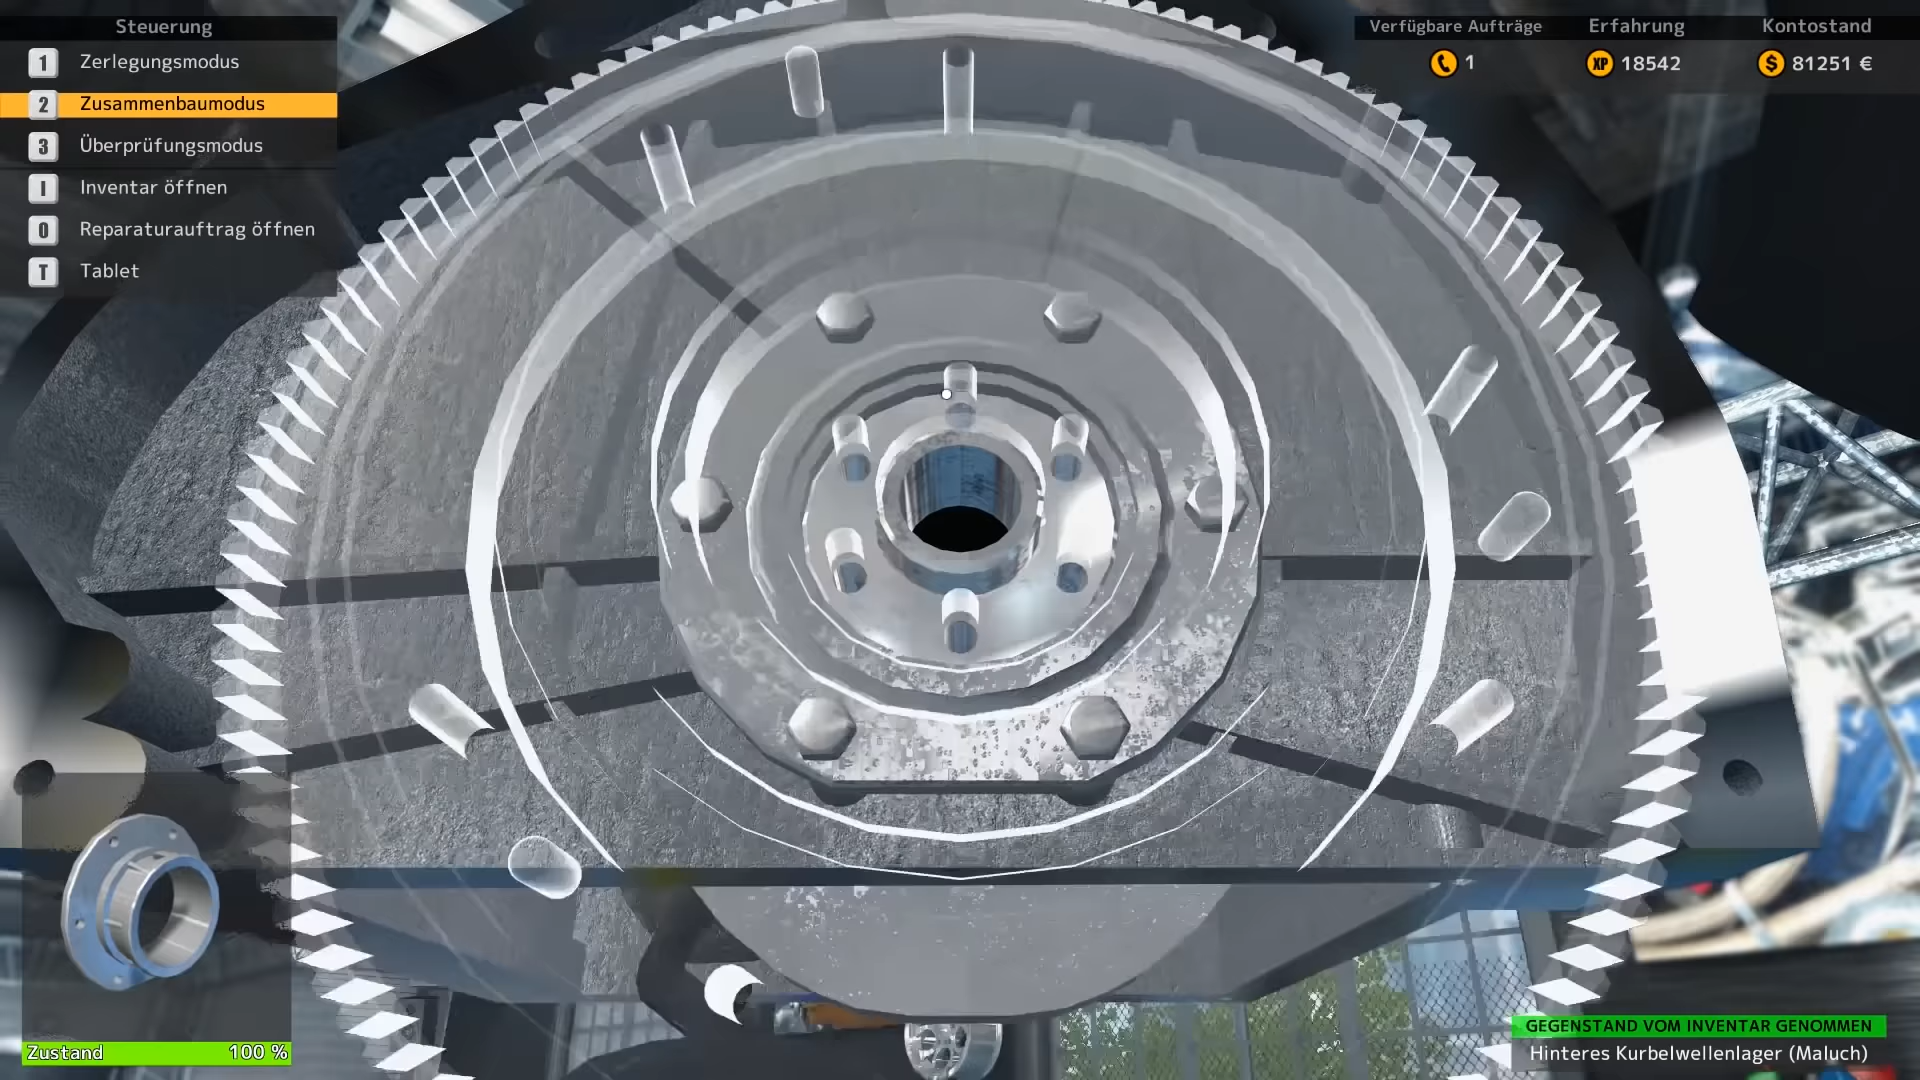 Steuerung
1 Zerlegungsmodus
2 Zusammenbaumodus
3 Überprüfungsmodus
I Inventar öffnen
O Reparaturauftrag öffnen
T Tablet
Verfügbare Aufträge
1
Erfahrung
XP 18542
Kontostand
$ 81251 €
Zustand 100 %
GEGENSTAND VOM INVENTAR GENOMMEN
Hinteres Kurbelwellenlager (Maluch)